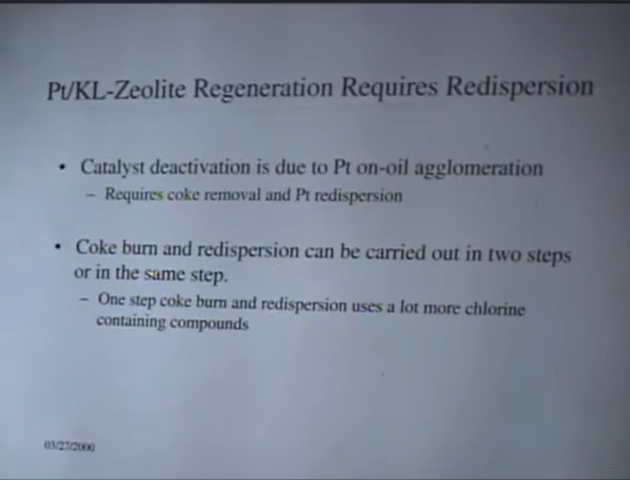 Pt/KL-Zeolite Regeneration Requires Redispersion
• Catalyst deactivation is due to Pt on-oil agglomeration
– Requires coke removal and Pt redispersion
• Coke burn and redispersion can be carried out in two steps
or in the same step.
– One step coke burn and redispersion uses a lot more chlorine
containing compounds
03/27/2000